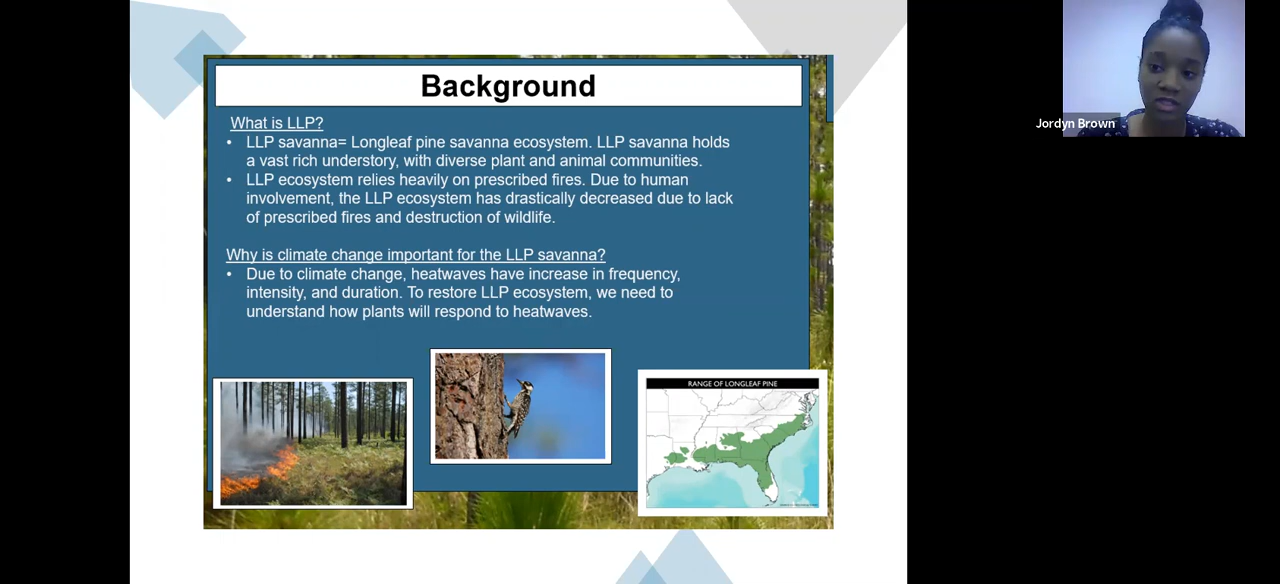 Background
What is LLP?
• LLP savanna= Longleaf pine savanna ecosystem. LLP savanna holds
a vast rich understory, with diverse plant and animal communities.
• LLP ecosystem relies heavily on prescribed fires. Due to human
involvement, the LLP ecosystem has drastically decreased due to lack
of prescribed fires and destruction of wildlife.
Why is climate change important for the LLP savanna?
• Due to climate change, heatwaves have increase in frequency,
intensity, and duration. To restore LLP ecosystem, we need to
understand how plants will respond to heatwaves.
RANGE OF LONGLEAF PINE
Jordyn Brown